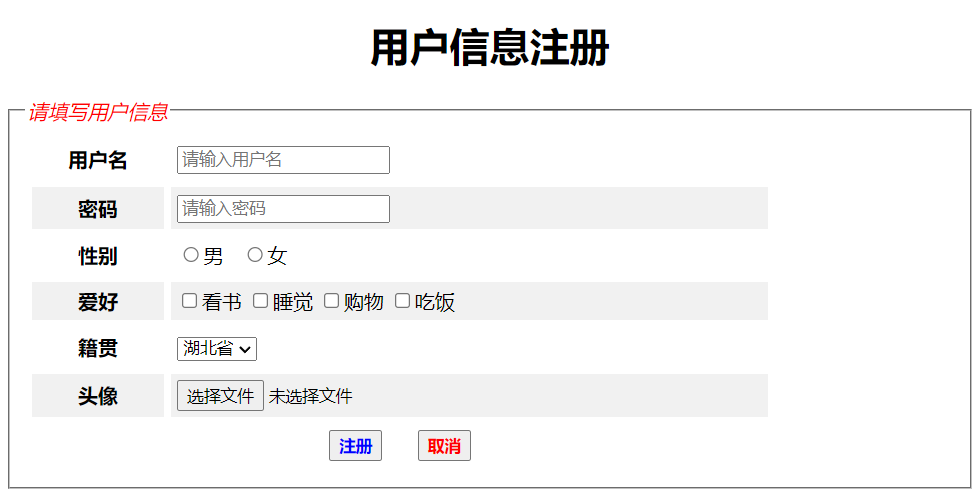 用户信息注册
请填写用户信息
用户名 请输入用户名
密码 请输入密码
性别 男 女
爱好 看书 睡觉 购物 吃饭
籍贯 湖北省
头像 选择文件 未选择文件
注册 取消